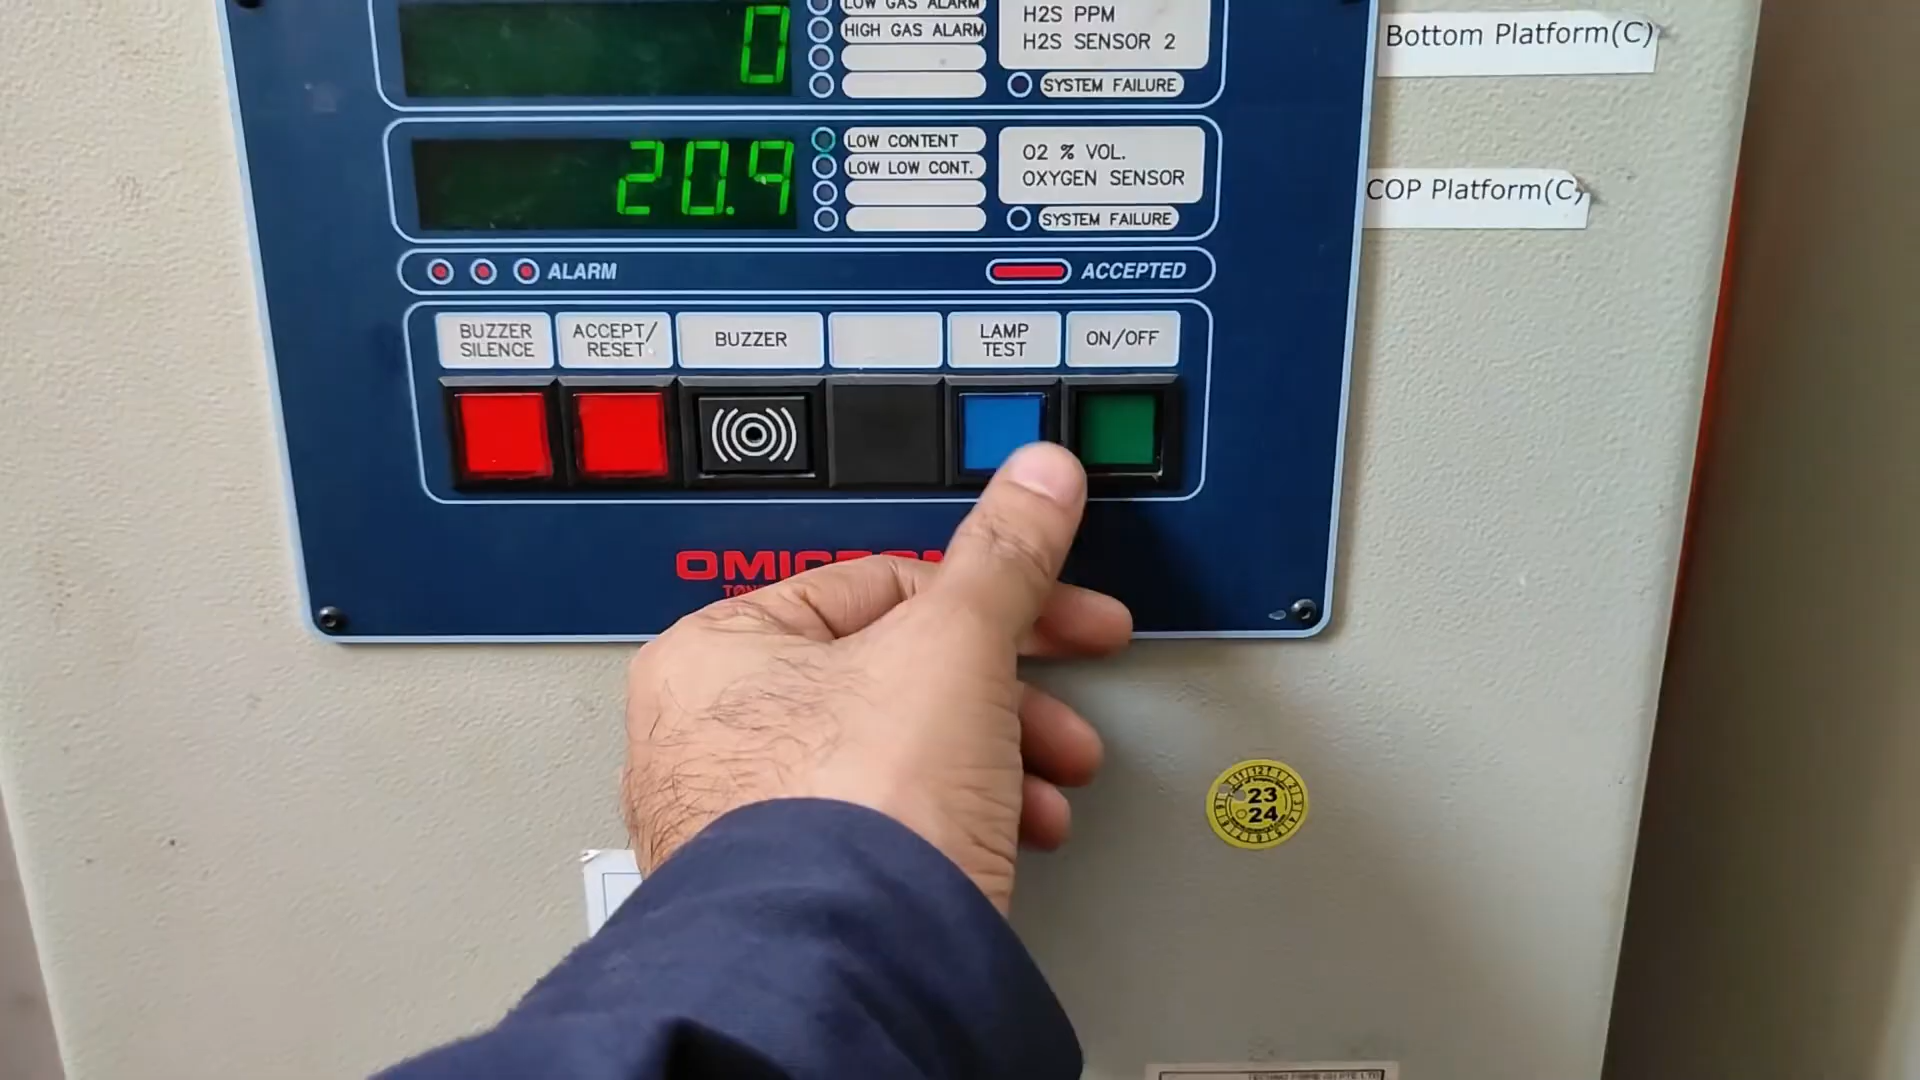 LOW GAS ALARM
HIGH GAS ALARM
0
H2S PPM
H2S SENSOR 2
SYSTEM FAILURE
Bottom Platform(C)
20.9
LOW CONTENT
LOW LOW CONT.
O2 % VOL.
OXYGEN SENSOR
SYSTEM FAILURE
COP Platform(C)
ALARM
ACCEPTED
BUZZER
SILENCE
ACCEPT/
RESET
BUZZER
LAMP
TEST
ON/OFF
23
24